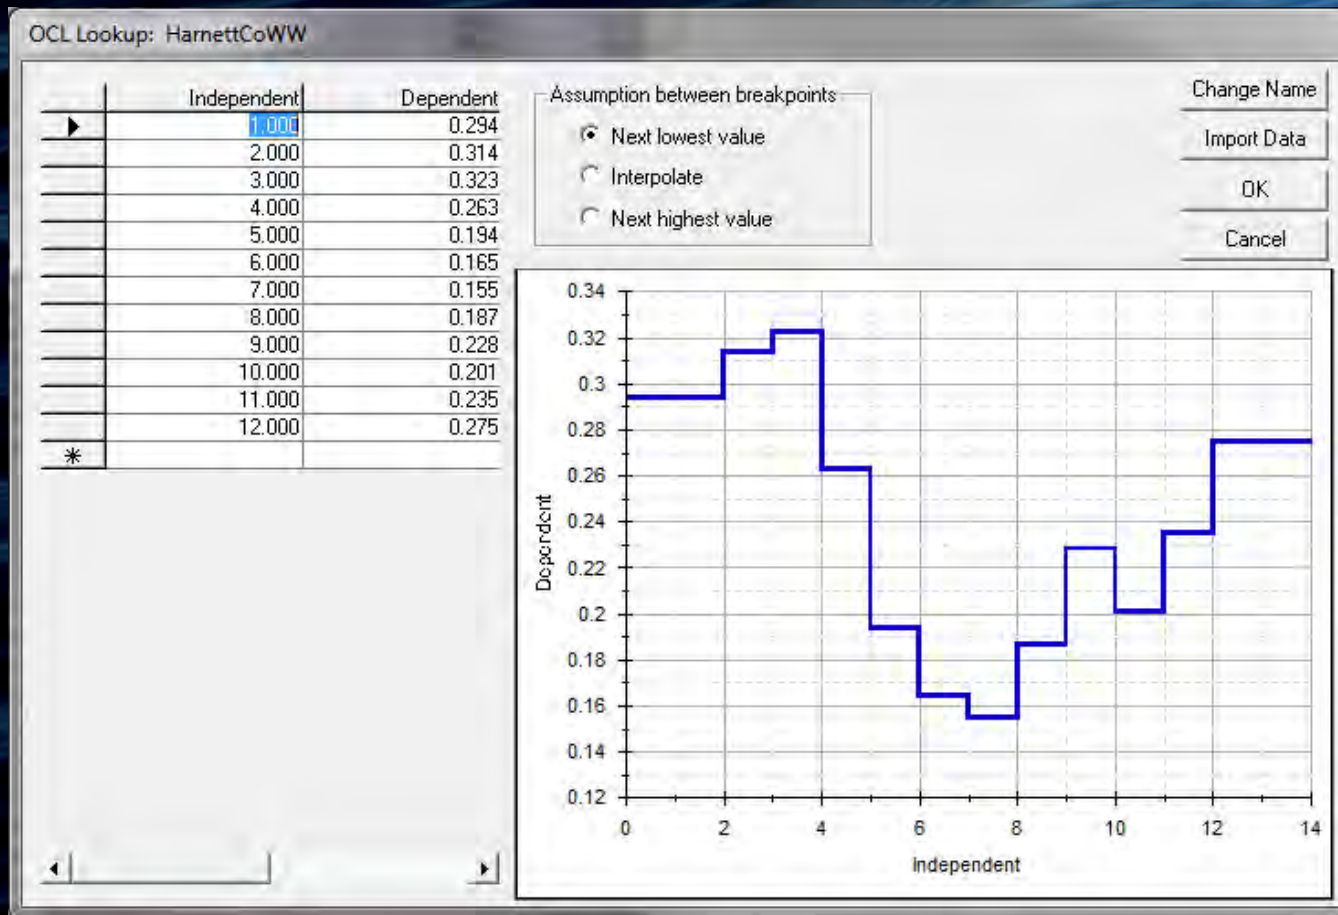 OCL Lookup: HarnettCoWW
Independent Dependent
1.000 0.294
2.000 0.314
3.000 0.323
4.000 0.263
5.000 0.194
6.000 0.165
7.000 0.155
8.000 0.187
9.000 0.228
10.000 0.201
11.000 0.235
12.000 0.275
*
Assumption between breakpoints
Next lowest value
Interpolate
Next highest value
Change Name
Import Data
OK
Cancel
0.34
0.32
0.3
0.28
0.26
0.24
0.22
0.2
0.18
0.16
0.14
0.12
Dependent
0 2 4 6 8 10 12 14
Independent